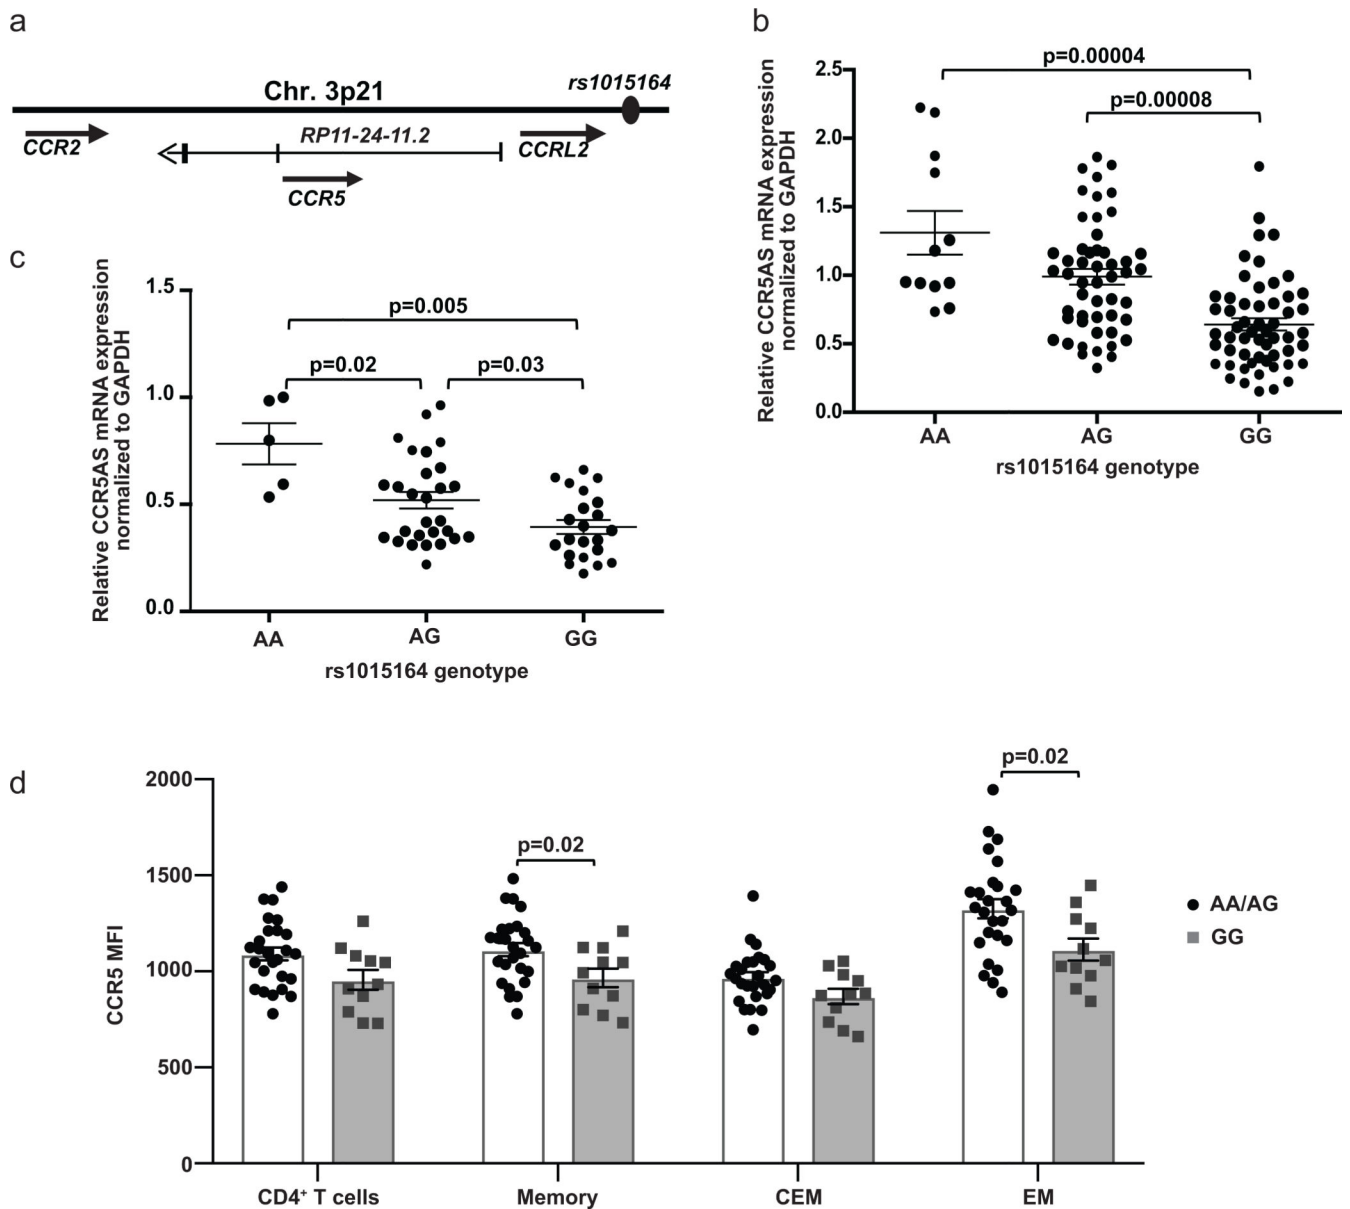 a
Chr. 3p21
rs1015164
CCR2
RP11-24-11.2
CCRL2
CCR5
b
Relative CCR5AS mRNA expression
normalized to GAPDH
p=0.00004
p=0.00008
2.5
2.0
1.5
1.0
0.5
0.0
AA
AG
GG
rs1015164 genotype
c
Relative CCR5AS mRNA expression
normalized to GAPDH
p=0.005
p=0.02
p=0.03
1.5
1.0
0.5
0.0
AA
AG
GG
rs1015164 genotype
d
CCR5 MFI
2000
1500
1000
500
0
p=0.02
p=0.02
CD4⁺ T cells
Memory
CEM
EM
AA/AG
GG